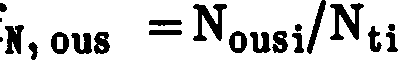 N, ous = Nousi/Nti